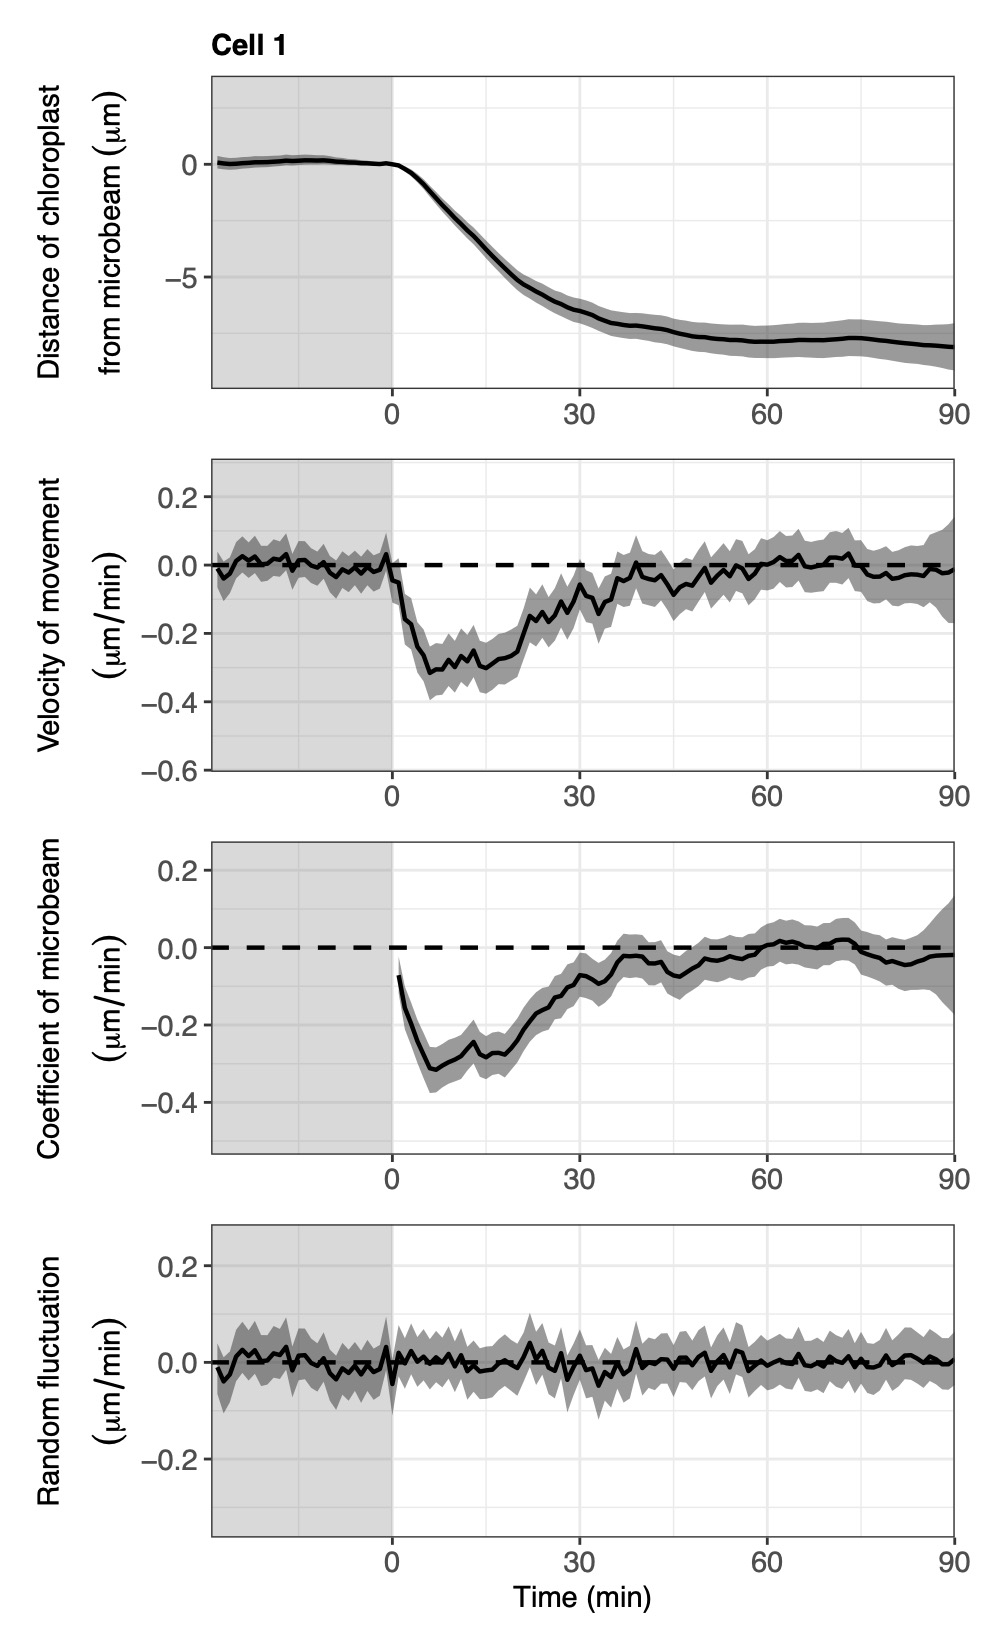 Cell 1
Distance of chloroplast
from microbeam (μm)
0
−5
0 30 60 90
Velocity of movement
(μm/min)
0.2
0.0
−0.2
−0.4
−0.6
0 30 60 90
Coefficient of microbeam
(μm/min)
0.2
0.0
−0.2
−0.4
0 30 60 90
Random fluctuation
(μm/min)
0.2
0.0
−0.2
0 30 60 90
Time (min)